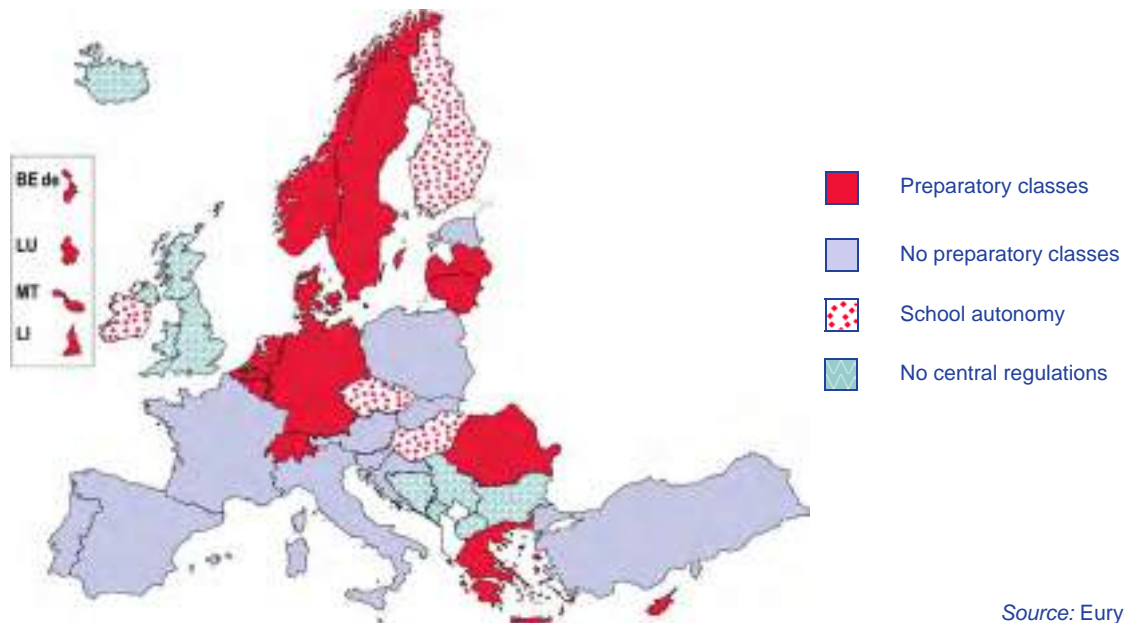 BE de
LU
MT
LI
Preparatory classes
No preparatory classes
School autonomy
No central regulations
Source: Eury